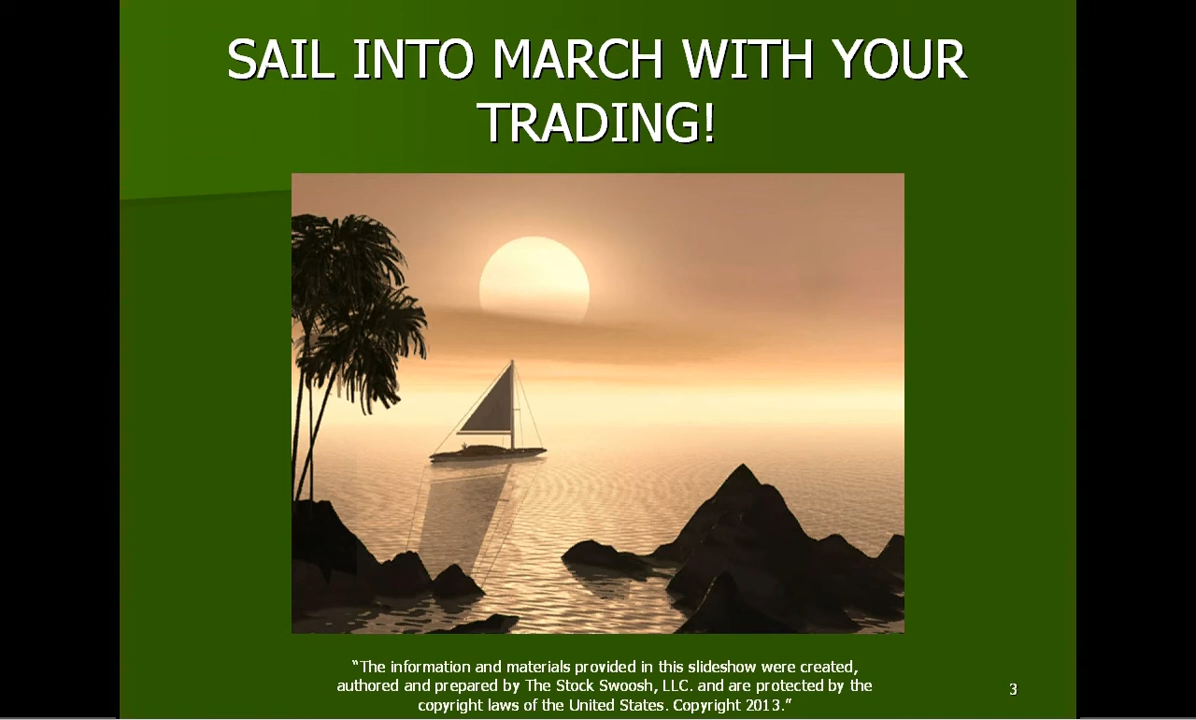 SAIL INTO MARCH WITH YOUR
TRADING!
“The information and materials provided in this slideshow were created,
authored and prepared by The Stock Swoosh, LLC. and are protected by the
copyright laws of the United States. Copyright 2013.”
3